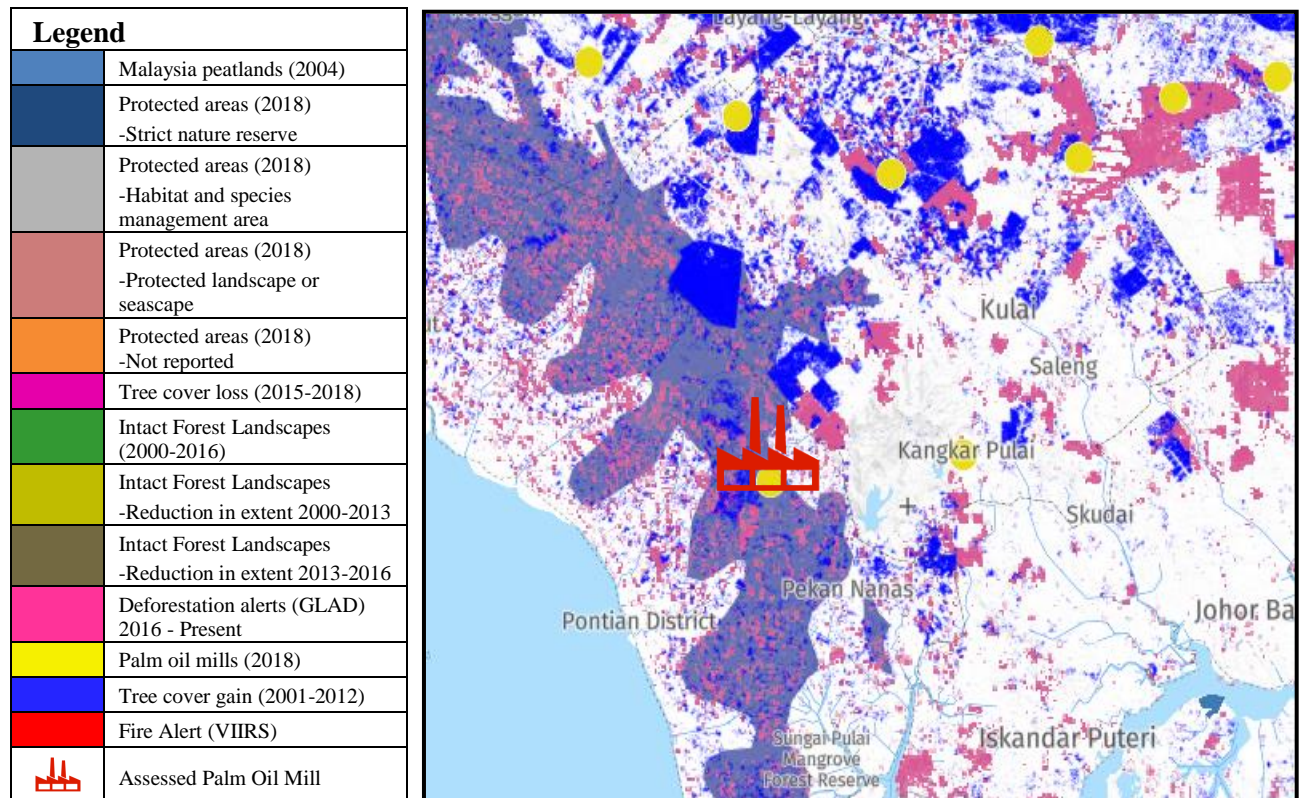 Legend
Malaysia peatlands (2004)
Protected areas (2018)
-Strict nature reserve
Protected areas (2018)
-Habitat and species
management area
Protected areas (2018)
-Protected landscape or
seascape
Protected areas (2018)
-Not reported
Tree cover loss (2015-2018)
Intact Forest Landscapes
(2000-2016)
Intact Forest Landscapes
-Reduction in extent 2000-2013
Intact Forest Landscapes
-Reduction in extent 2013-2016
Deforestation alerts (GLAD)
2016 - Present
Palm oil mills (2018)
Tree cover gain (2001-2012)
Fire Alert (VIIRS)
Assessed Palm Oil Mill
Layang-Layang
Kulai
ut
Saleng
Kangkar Pulai
Skudai
Pekan Nanas
Pontian District
Johor Ba
Iskandar Puteri
Sungai Pulai
Mangrove
Forest Reserve